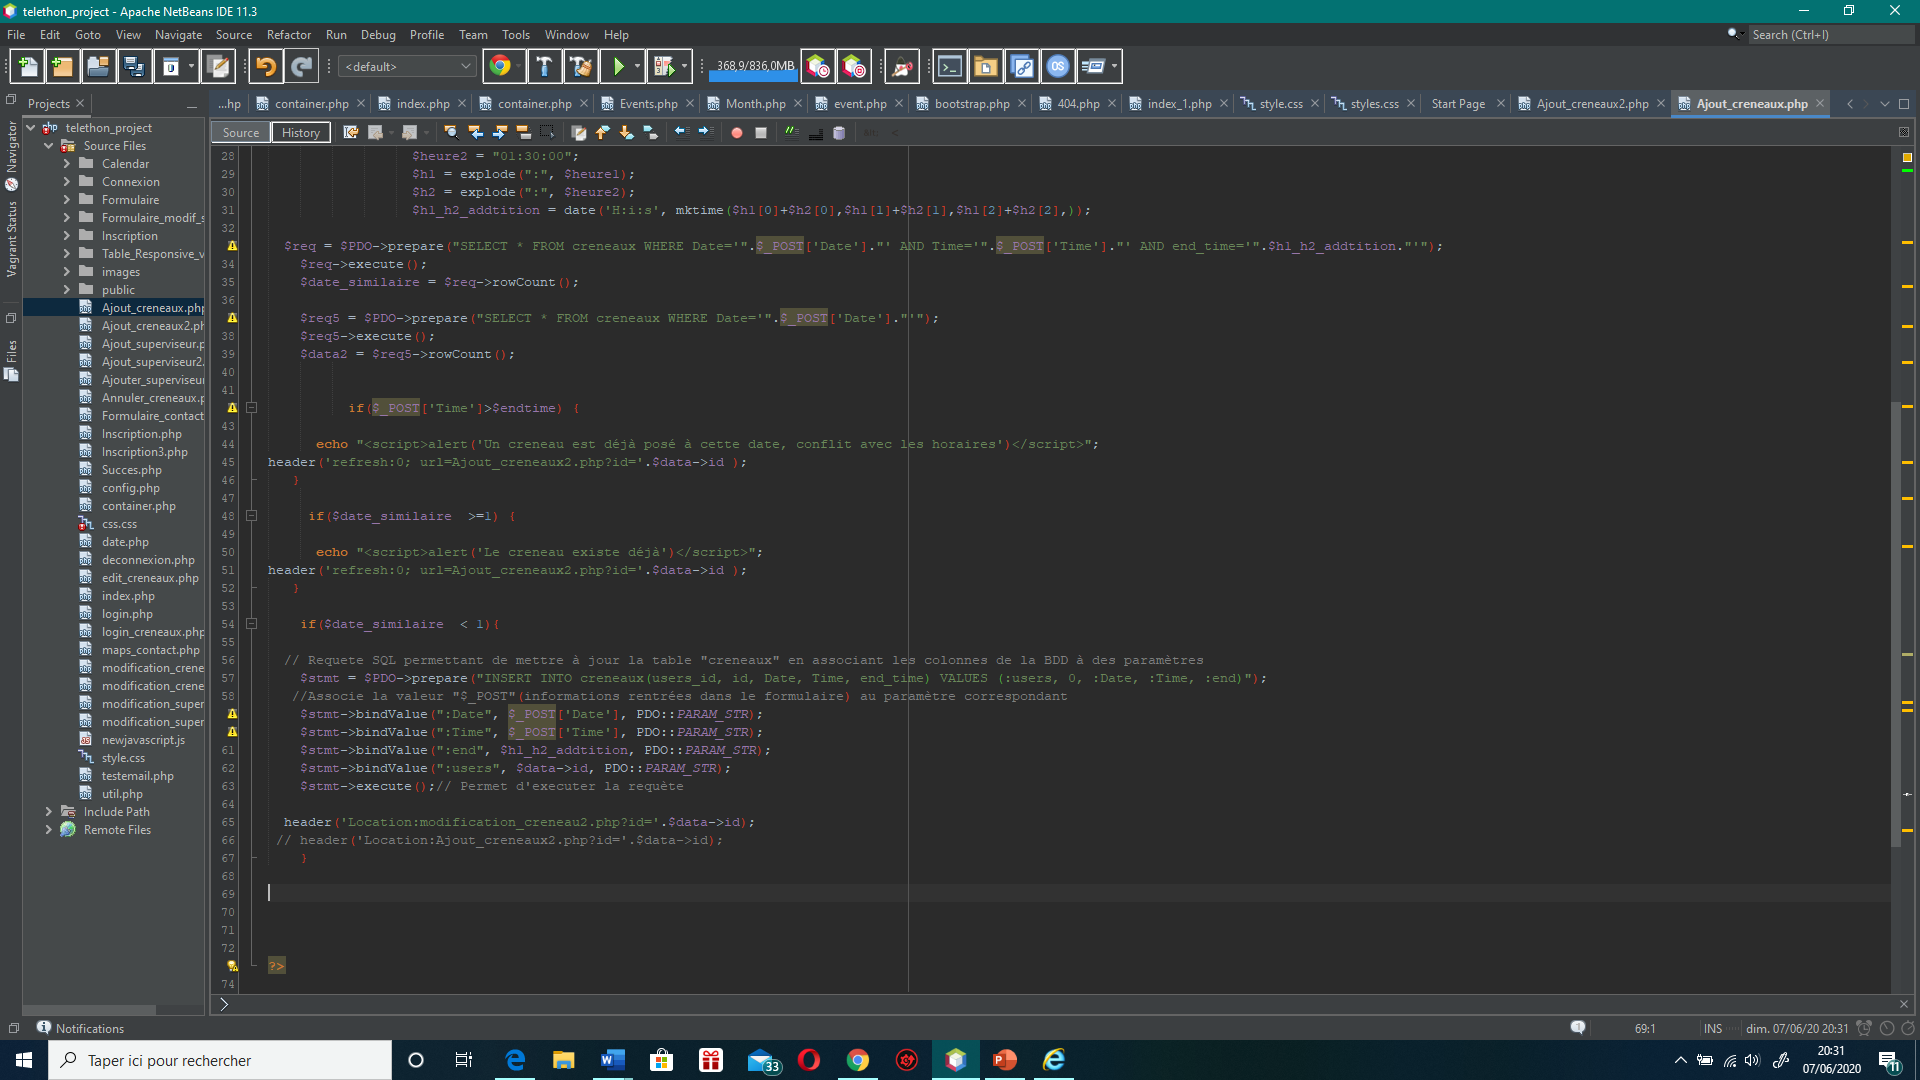 telethon_project - Apache NetBeans IDE 11.3
File Edit Goto View Navigate Source Refactor Run Debug Profile Team Tools Window Help
Search (Ctrl+I)
<default>
368,9/836,0MB
Projects
...hp container.php index.php container.php Events.php Month.php event.php bootstrap.php 404.php index_1.php style.css styles.css Start Page Ajout_creneaux2.php Ajout_creneaux.php
Source History
Navigator
Vagrant Status
Files
telethon_project
Source Files
Calendar
Connexion
Formulaire
Formulaire_modif_s
Inscription
Table_Responsive_v
images
public
Ajout_creneaux.php
Ajout_creneaux2.ph
Ajout_superviseur.p
Ajout_superviseur2.
Ajouter_superviseur
Annuler_creneaux.p
Formulaire_contact
Inscription.php
Inscription3.php
Succes.php
config.php
container.php
css.css
date.php
deconnexion.php
edit_creneaux.php
index.php
login.php
login_creneaux.php
maps_contact.php
modification_crene
modification_crene
modification_super
modification_super
newjavascript.js
style.css
testemail.php
util.php
Include Path
Remote Files
28 $heure2 = "01:30:00";
29 $h1 = explode(":", $heure1);
30 $h2 = explode(":", $heure2);
31 $h1_h2_addtition = date('H:i:s', mktime($h1[0]+$h2[0],$h1[1]+$h2[1],$h1[2]+$h2[2],));
32
$req = $PDO->prepare("SELECT * FROM creneaux WHERE Date='".$_POST['Date']."' AND Time='".$_POST['Time']."' AND end_time='".$h1_h2_addtition."'");
34 $req->execute();
35 $date_similaire = $req->rowCount();
36
$req5 = $PDO->prepare("SELECT * FROM creneaux WHERE Date='".$_POST['Date']."'");
38 $req5->execute();
39 $data2 = $req5->rowCount();
40
41
if($_POST['Time']>$endtime) {
43
44 echo "<script>alert('Un creneau est déjà posé à cette date, conflit avec les horaires')</script>";
45 header('refresh:0; url=Ajout_creneaux2.php?id='.$data->id );
46 }
47
48 if($date_similaire >=1) {
49
50 echo "<script>alert('Le creneau existe déjà')</script>";
51 header('refresh:0; url=Ajout_creneaux2.php?id='.$data->id );
52 }
53
54 if($date_similaire < 1){
55
56 // Requete SQL permettant de mettre à jour la table "creneaux" en associant les colonnes de la BDD à des paramètres
57 $stmt = $PDO->prepare("INSERT INTO creneaux(users_id, id, Date, Time, end_time) VALUES (:users, 0, :Date, :Time, :end)");
58 //Associe la valeur "$_POST"(informations rentrées dans le formulaire) au paramètre correspondant
$stmt->bindValue(":Date", $_POST['Date'], PDO::PARAM_STR);
$stmt->bindValue(":Time", $_POST['Time'], PDO::PARAM_STR);
61 $stmt->bindValue(":end", $h1_h2_addtition, PDO::PARAM_STR);
62 $stmt->bindValue(":users", $data->id, PDO::PARAM_STR);
63 $stmt->execute();// Permet d'executer la requète
64
65 header('Location:modification_creneau2.php?id='.$data->id);
66 // header('Location:Ajout_creneaux2.php?id='.$data->id);
67 }
68
69
70
71
72
?>
74
Notifications
1
69:1 INS dim. 07/06/20 20:31
Taper ici pour rechercher
33
20:31
07/06/2020
11